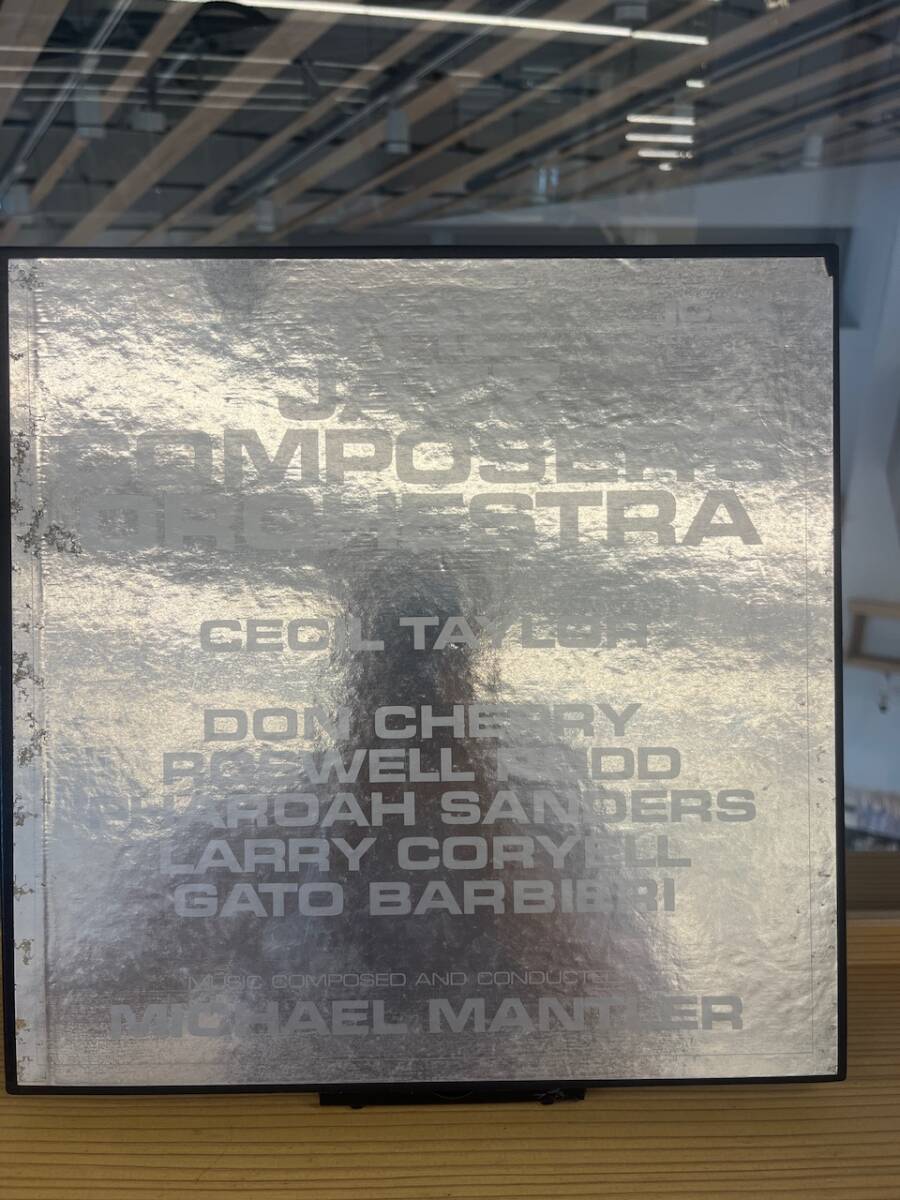 COMPOSERS
ORCHESTRA
CECIL TAYLOR
DON CHERRY
ROSWELL RUDD
PHAROAH SANDERS
LARRY CORYELL
GATO BARBIERI
MUSIC COMPOSED AND CONDUCTED
MICHAEL MANTLER